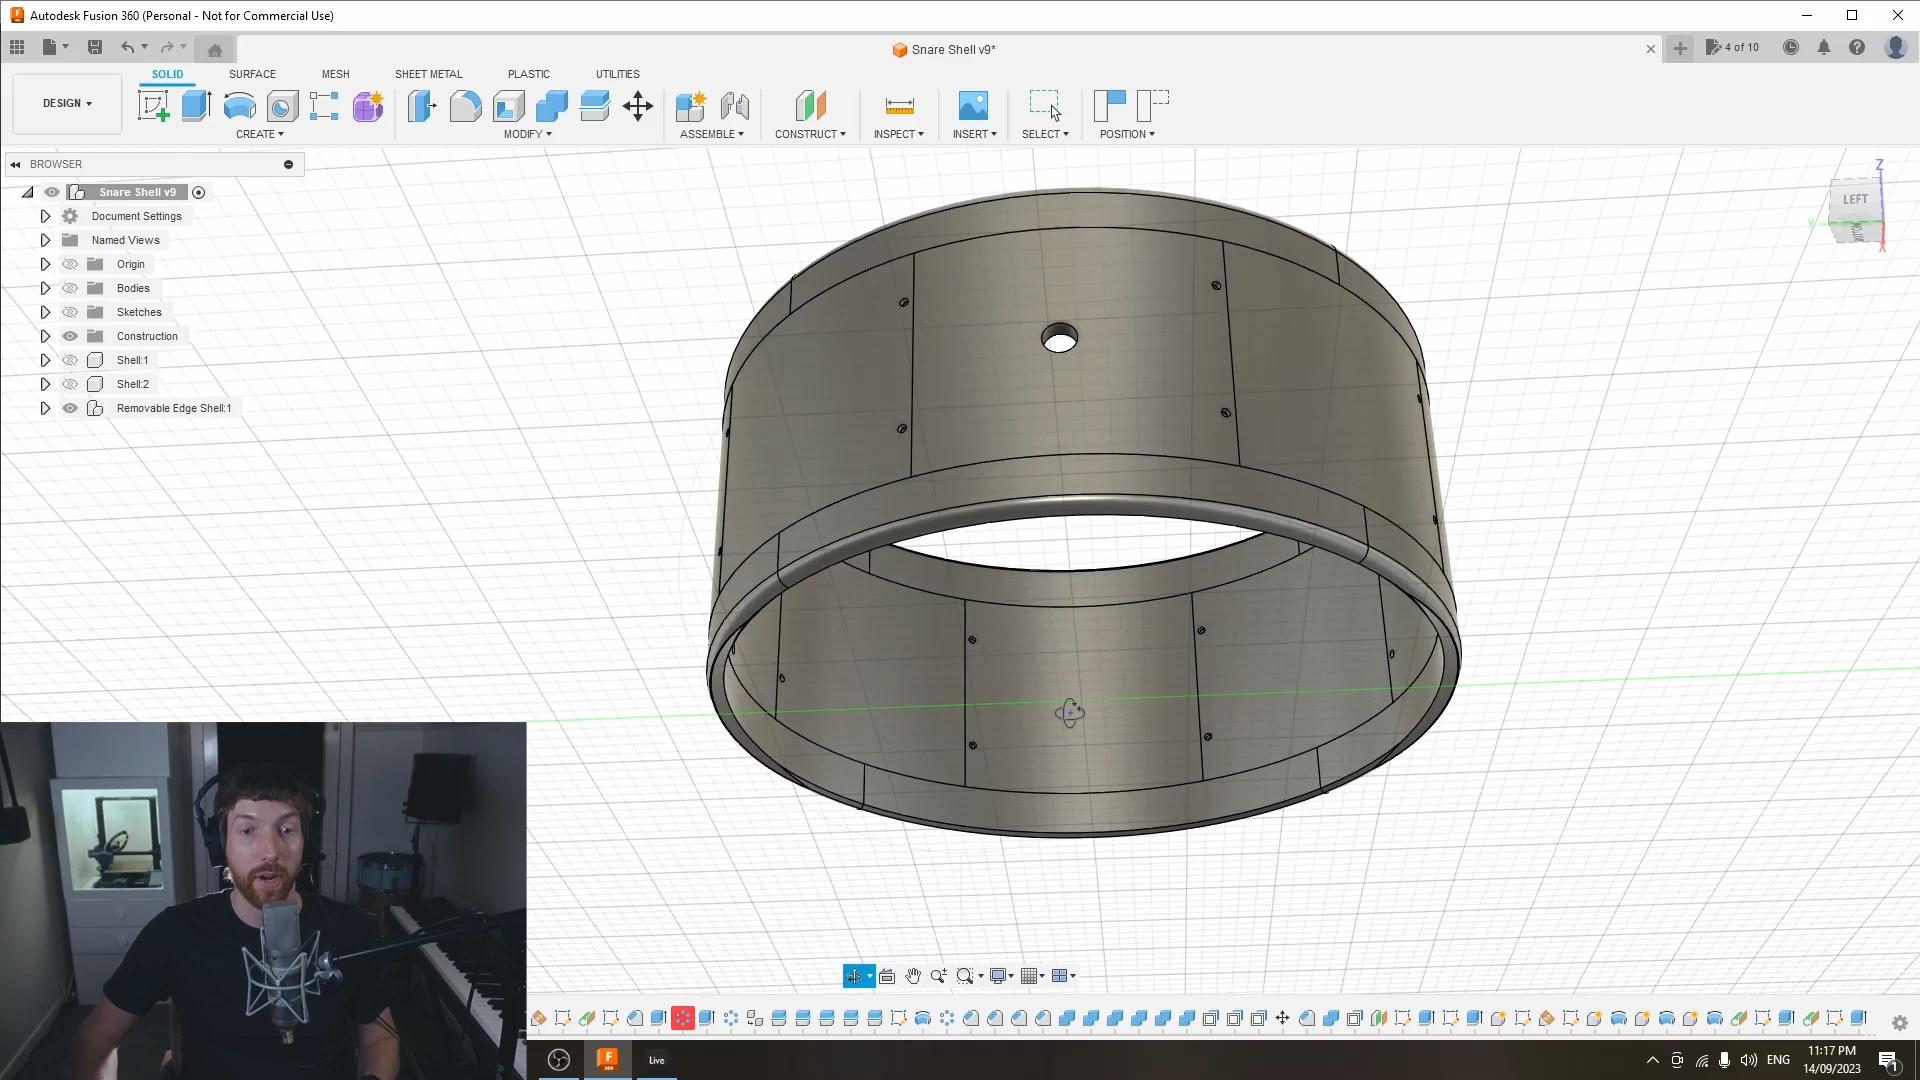 Autodesk Fusion 360 (Personal - Not for Commercial Use)
Snare Shell v9*
4 of 10
SOLID SURFACE MESH SHEET METAL PLASTIC UTILITIES
DESIGN
CREATE MODIFY ASSEMBLE CONSTRUCT INSPECT INSERT SELECT POSITION
BROWSER
Snare Shell v9
Document Settings
Named Views
Origin
Bodies
Sketches
Construction
Shell:1
Shell:2
Removable Edge Shell:1
Z
LEFT
BOTTOM
Y
X
F
360
Live
ENG
11:17 PM
14/09/2023
1